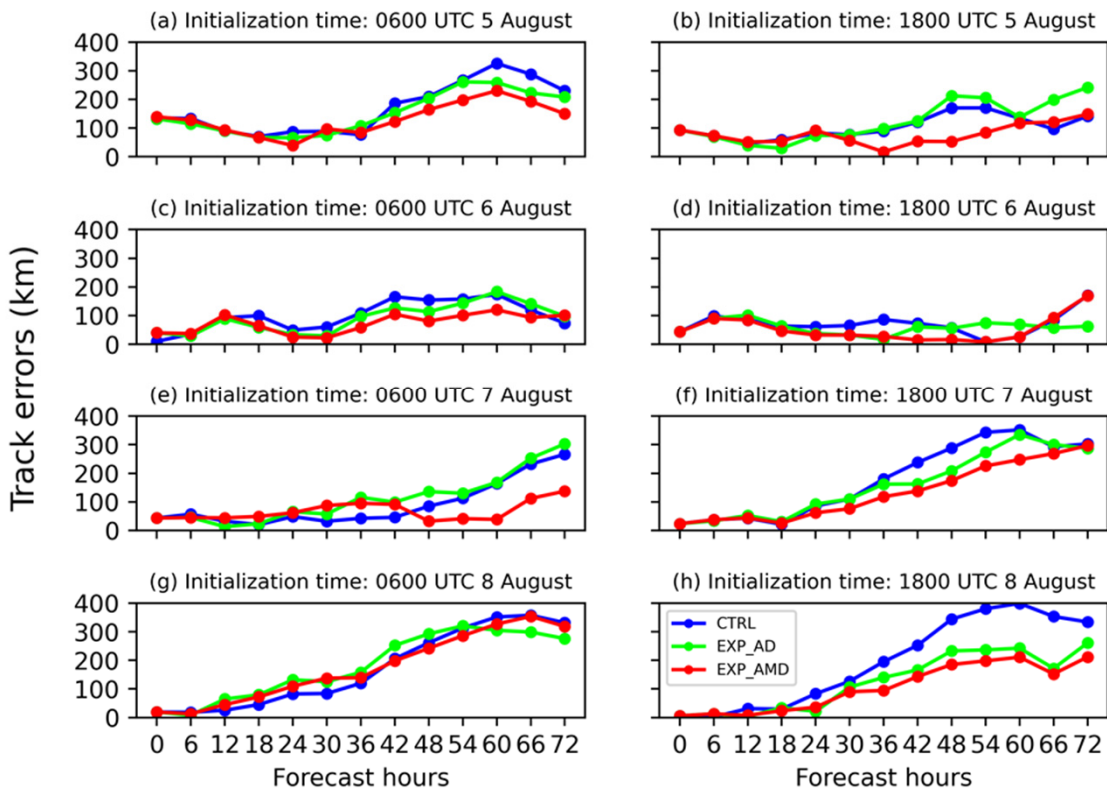 (a) Initialization time: 0600 UTC 5 August
(b) Initialization time: 1800 UTC 5 August
400
300
200
100
0
(c) Initialization time: 0600 UTC 6 August
(d) Initialization time: 1800 UTC 6 August
400
300
200
100
0
Track errors (km)
(e) Initialization time: 0600 UTC 7 August
(f) Initialization time: 1800 UTC 7 August
400
300
200
100
0
(g) Initialization time: 0600 UTC 8 August
(h) Initialization time: 1800 UTC 8 August
400
300
200
100
0
CTRL
EXP_AD
EXP_AMD
0 6 12 18 24 30 36 42 48 54 60 66 72
0 6 12 18 24 30 36 42 48 54 60 66 72
Forecast hours
Forecast hours